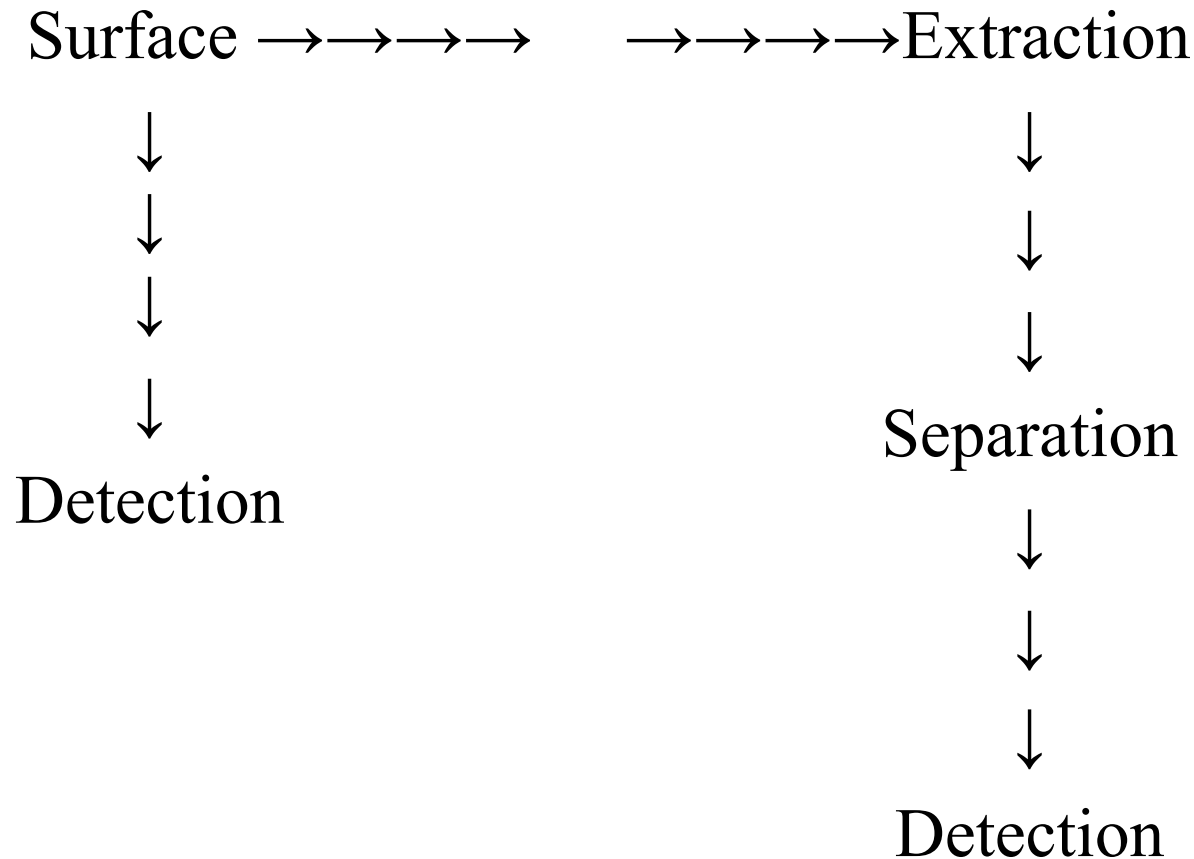 Surface →→→→ →→→→Extraction
↓ ↓
↓ ↓
↓ ↓
↓ Separation
Detection ↓
↓
↓
Detection